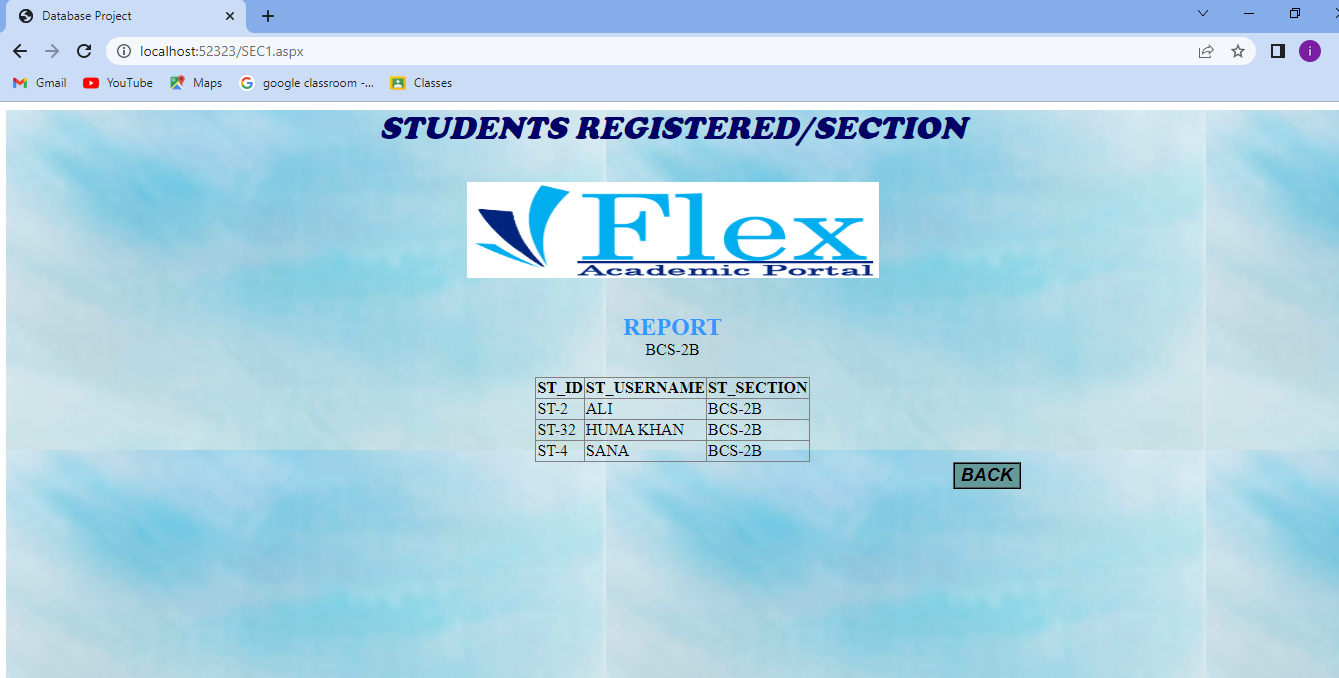 Database Project
localhost:52323/SEC1.aspx
i
Gmail YouTube Maps google classroom -... Classes
STUDENTS REGISTERED/SECTION
Flex
Academic Portal
REPORT
BCS-2B
ST_ID ST_USERNAME ST_SECTION
ST-2 ALI BCS-2B
ST-32 HUMA KHAN BCS-2B
ST-4 SANA BCS-2B
BACK